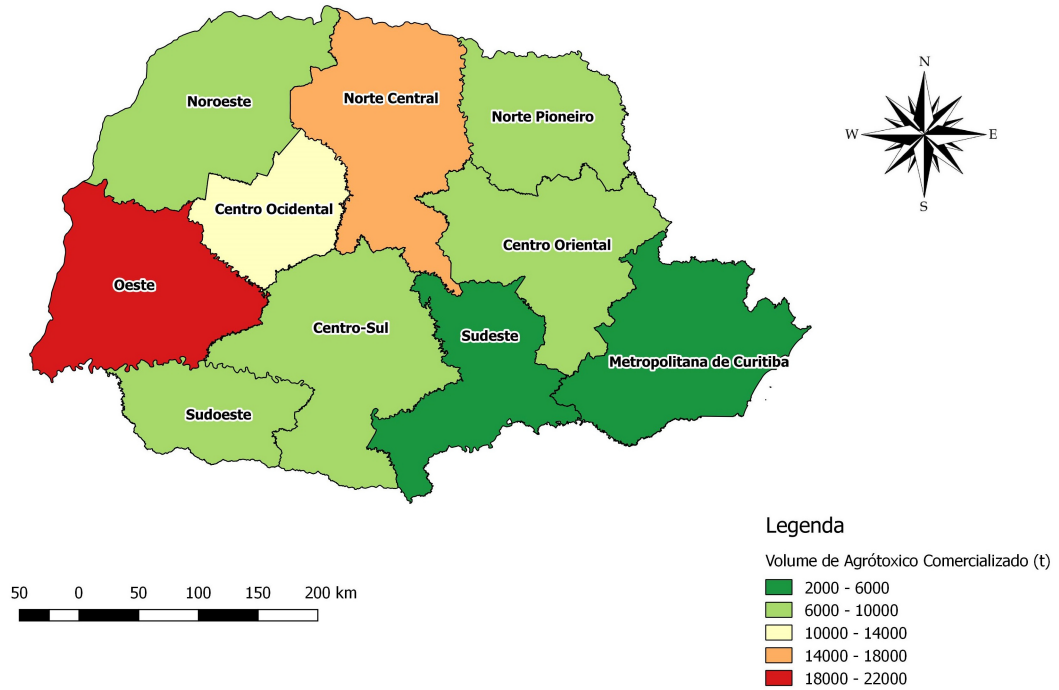 N
W
E
S
Noroeste
Norte Central
Norte Pioneiro
Centro Ocidental
Centro Oriental
Oeste
Centro-Sul
Sudeste
Metropolitana de Curitiba
Sudoeste
Legenda
Volume de Agrótoxico Comercializado (t)
2000 - 6000
6000 - 10000
10000 - 14000
14000 - 18000
18000 - 22000
50 0 50 100 150 200 km